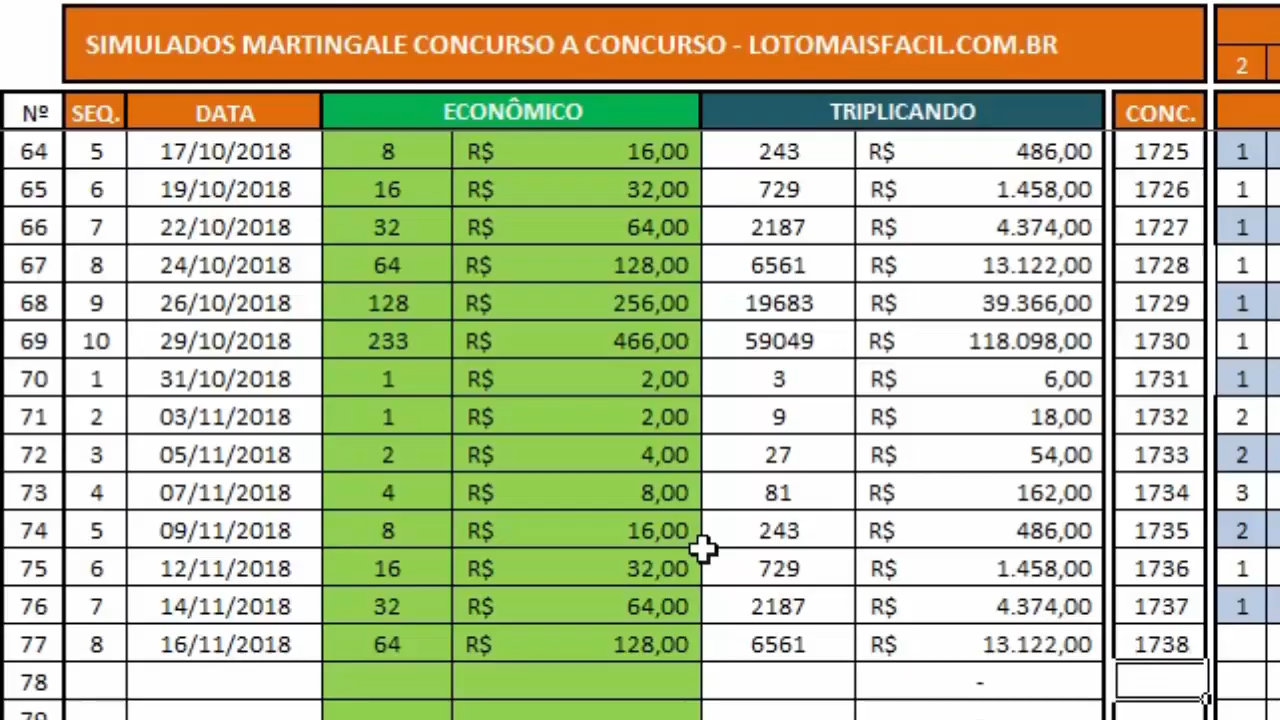 SIMULADOS MARTINGALE CONCURSO A CONCURSO - LOTOMAISFACIL.COM.BR
2
Nº SEQ. DATA ECONÔMICO TRIPLICANDO CONC.
64 5 17/10/2018 8 R$ 16,00 243 R$ 486,00 1725 1
65 6 19/10/2018 16 R$ 32,00 729 R$ 1.458,00 1726 1
66 7 22/10/2018 32 R$ 64,00 2187 R$ 4.374,00 1727 1
67 8 24/10/2018 64 R$ 128,00 6561 R$ 13.122,00 1728 1
68 9 26/10/2018 128 R$ 256,00 19683 R$ 39.366,00 1729 1
69 10 29/10/2018 233 R$ 466,00 59049 R$ 118.098,00 1730 1
70 1 31/10/2018 1 R$ 2,00 3 R$ 6,00 1731 1
71 2 03/11/2018 1 R$ 2,00 9 R$ 18,00 1732 2
72 3 05/11/2018 2 R$ 4,00 27 R$ 54,00 1733 2
73 4 07/11/2018 4 R$ 8,00 81 R$ 162,00 1734 3
74 5 09/11/2018 8 R$ 16,00 243 R$ 486,00 1735 2
75 6 12/11/2018 16 R$ 32,00 729 R$ 1.458,00 1736 1
76 7 14/11/2018 32 R$ 64,00 2187 R$ 4.374,00 1737 1
77 8 16/11/2018 64 R$ 128,00 6561 R$ 13.122,00 1738
78 -